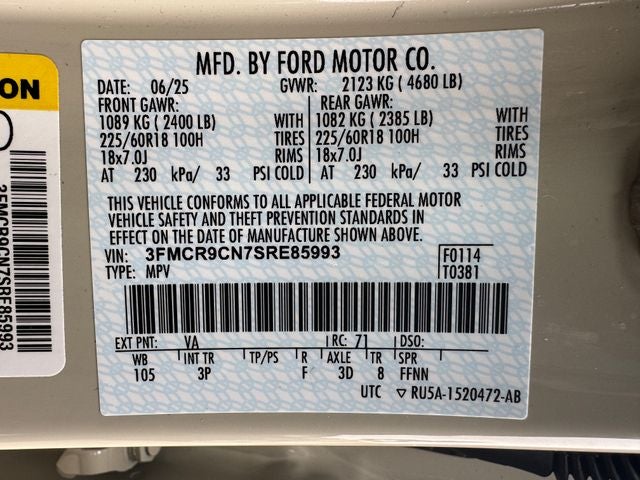 ON
3FMCR9CN7SRE85993
MFD. BY FORD MOTOR CO.
DATE: 06/25 GVWR: 2123 KG ( 4680 LB)
FRONT GAWR: REAR GAWR:
1089 KG ( 2400 LB) WITH 1082 KG ( 2385 LB) WITH
225/60R18 100H TIRES 225/60R18 100H TIRES
18x7.0J RIMS 18x7.0J RIMS
AT 230 kPa/ 33 PSI COLD AT 230 kPa/ 33 PSI COLD
THIS VEHICLE CONFORMS TO ALL APPLICABLE FEDERAL MOTOR
VEHICLE SAFETY AND THEFT PREVENTION STANDARDS IN
EFFECT ON THE DATE OF MANUFACTURE SHOWN ABOVE.
VIN: 3FMCR9CN7SRE85993 F0114
TYPE: MPV T0381
EXT PNT: VA RC: 71 DSO:
WB INT TR TP/PS R AXLE TR SPR
105 3P F 3D 8 FFNN
UTC ▽ RU5A-1520472-AB